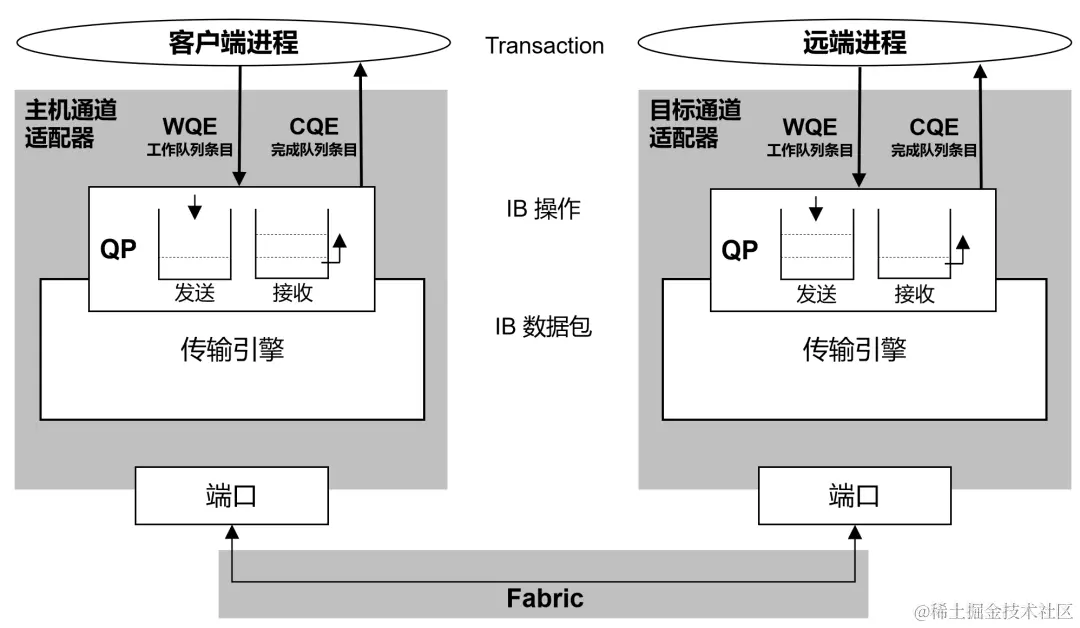 客户端进程
Transaction
远端进程
主机通道
适配器
WQE
工作队列条目
CQE
完成队列条目
目标通道
适配器
WQE
工作队列条目
CQE
完成队列条目
IB 操作
QP
发送
接收
QP
发送
接收
IB 数据包
传输引擎
传输引擎
端口
端口
Fabric
@稀土掘金技术社区